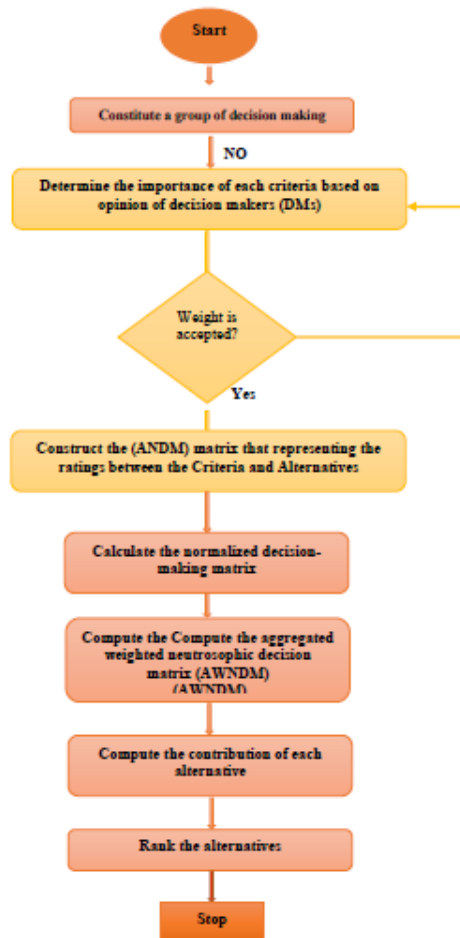 Start
Constitute a group of decision making
NO
Determine the importance of each criteria based on
opinion of decision makers (DMs)
Weight is
accepted?
Yes
Construct the (ANDM) matrix that representing the
ratings between the Criteria and Alternatives
Calculate the normalized decision-
making matrix
Compute the Compute the aggregated
weighted neutrosophic decision
matrix (AWNDM)
(AWNDM)
Compute the contribution of each
alternative
Rank the alternatives
Stop